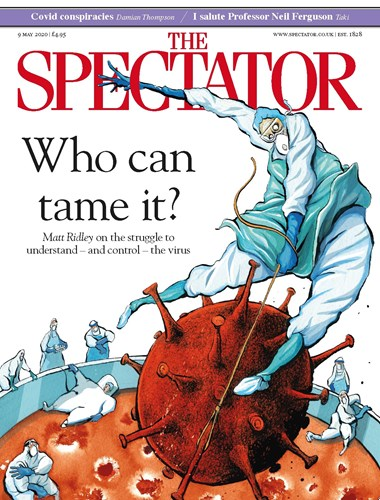 Covid conspiracies Damian Thompson / I salute Professor Neil Ferguson Taki
9 MAY 2020 | £4.95
WWW.SPECTATOR.CO.UK | EST. 1828
THE
SPECTATOR
Who can
tame it?
Matt Ridley on the struggle to
understand – and control – the virus